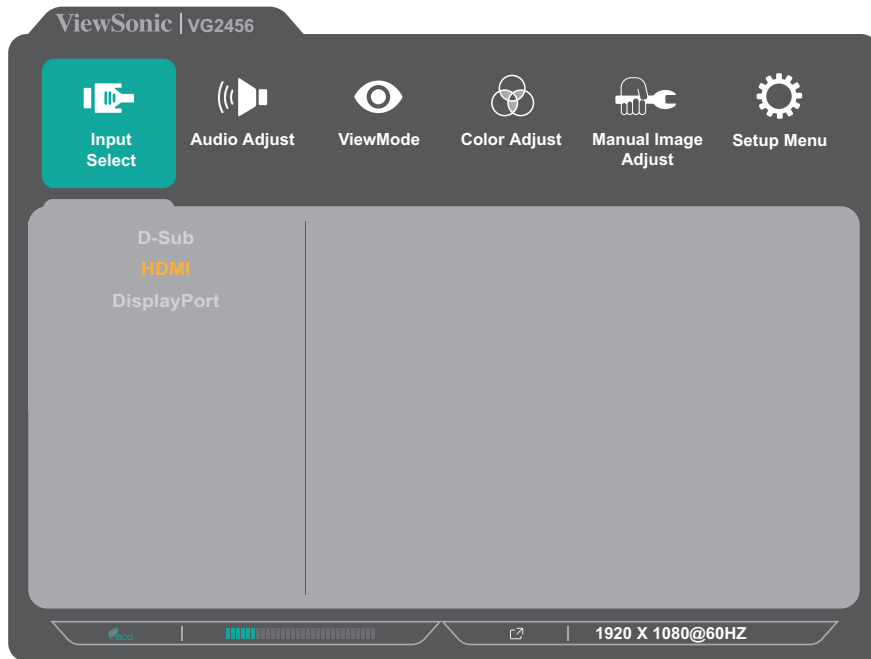 ViewSonic | VG2456
Input
Select
Audio Adjust
ViewMode
Color Adjust
Manual Image
Adjust
Setup Menu
D-Sub
HDMI
DisplayPort
eco
1920 X 1080@60HZ